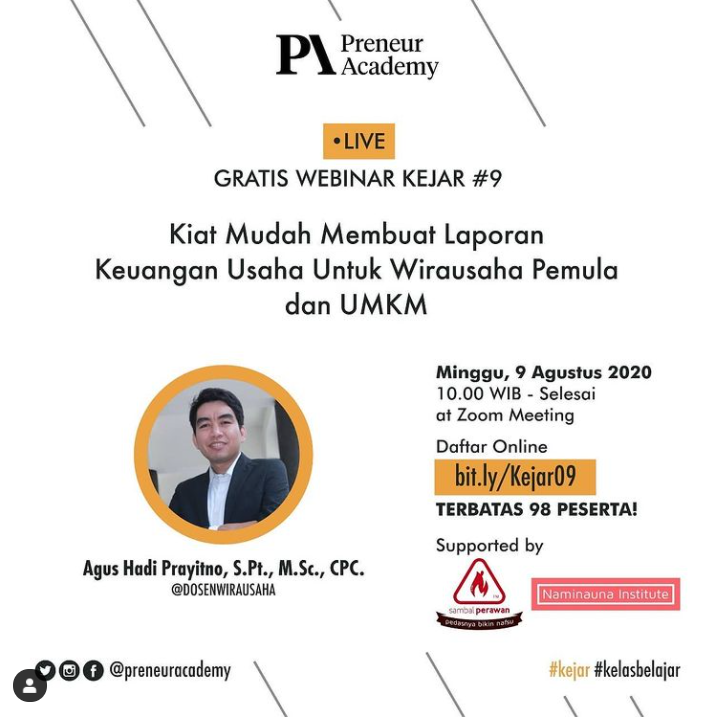 PA Preneur
Academy
•LIVE
GRATIS WEBINAR KEJAR #9
Kiat Mudah Membuat Laporan
Keuangan Usaha Untuk Wirausaha Pemula
dan UMKM
Minggu, 9 Agustus 2020
10.00 WIB - Selesai
at Zoom Meeting
Daftar Online
bit.ly/Kejar09
TERBATAS 98 PESERTA!
Agus Hadi Prayitno, S.Pt., M.Sc., CPC.
@DOSENWIRAUSAHA
Supported by
TM
sambal perawan
pedasnya bikin nafsu
Naminauna Institute
@preneuracademy
#kejar #kelasbelajar